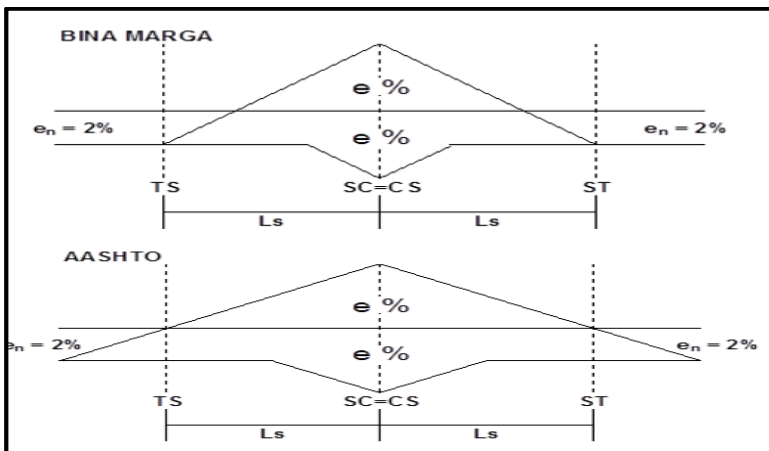 BINA MARGA
e %
eₙ = 2% e % eₙ = 2%
TS SC=CS ST
Ls Ls
AASHTO
e %
eₙ = 2% e % eₙ = 2%
TS SC=CS ST
Ls Ls